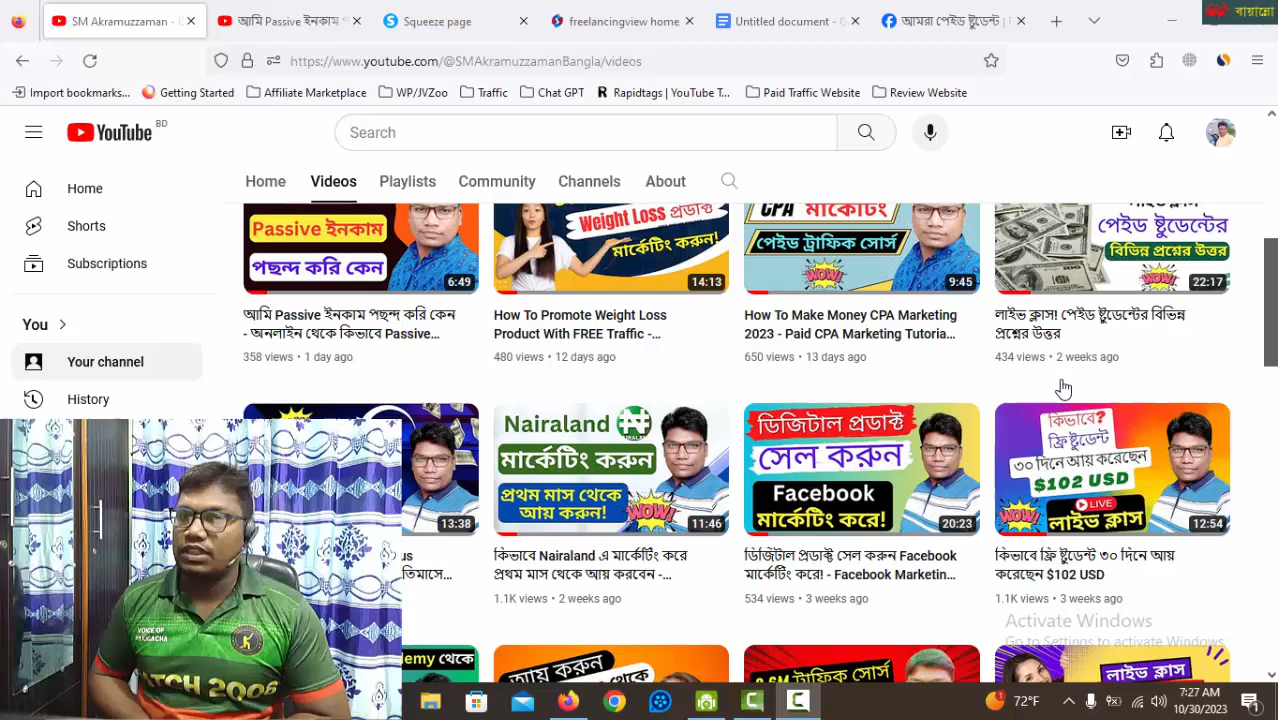 SM Akramuzzaman -
আমি Passive ইনকাম প
Squeeze page
freelancingview home
Untitled document - G
আমরা পেইড ষ্টুডেন্ট |
বায়ান্নো
https://www.youtube.com/@SMAkramuzzamanBangla/videos
Import bookmarks...
Getting Started
Affiliate Marketplace
WP/JVZoo
Traffic
Chat GPT
Rapidtags | YouTube T...
Paid Traffic Website
Review Website
YouTube BD
Search
Home
Videos
Playlists
Community
Channels
About
Home
Shorts
Subscriptions
You
Your channel
History
Passive ইনকাম
পছন্দ করি কেন
6:49
Weight Loss প্রডাক্ট
মার্কেটিং করুন!
14:13
CPA মার্কেটিং
পেইড ট্রাফিক সোর্স
WOW!
9:45
লাইভ ক্লাস!
পেইড ষ্টুডেন্টের
বিভিন্ন প্রশ্নের উত্তর
WOW!
22:17
আমি Passive ইনকাম পছন্দ করি কেন
- অনলাইন থেকে কিভাবে Passive...
358 views • 1 day ago
How To Promote Weight Loss
Product With FREE Traffic -...
480 views • 12 days ago
How To Make Money CPA Marketing
2023 - Paid CPA Marketing Tutoria...
650 views • 13 days ago
লাইভ ক্লাস! পেইড ষ্টুডেন্টের বিভিন্ন
প্রশ্নের উত্তর
434 views • 2 weeks ago
13:38
Nairaland
মার্কেটিং করুন
প্রথম মাস থেকে
আয় করুন!
WOW!
11:46
ডিজিটাল প্রডাক্ট
সেল করুন
Facebook
মার্কেটিং করে!
20:23
কিভাবে?
ফ্রি ষ্টুডেন্ট
৩০ দিনে আয় করেছেন
$102 USD
LIVE
WOW!
লাইভ ক্লাস
12:54
কিভাবে Nairaland এ মার্কেটিং করে
প্রথম মাস থেকে আয় করবেন -...
1.1K views • 2 weeks ago
ডিজিটাল প্রডাক্ট সেল করুন Facebook
মার্কেটিং করে! - Facebook Marketin...
534 views • 3 weeks ago
কিভাবে ফ্রি ষ্টুডেন্ট ৩০ দিনে আয়
করেছেন $102 USD
1.1K views • 3 weeks ago
Activate Windows
Go to Settings to activate Windows.
VOICE OF
BATCH 2008
থেকে
আয় করুন
থেকে
ট্রাফিক সোর্স
লাইভ ক্লাস
72°F
7:27 AM
10/30/2023